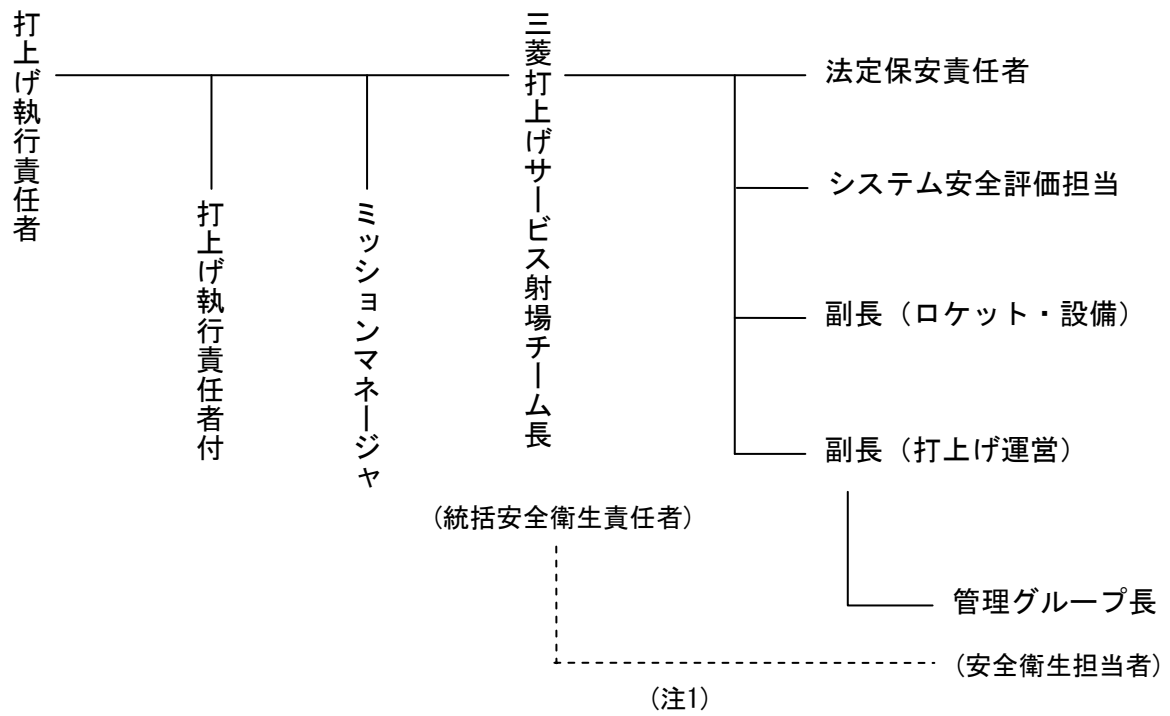 打上げ執行責任者
打上げ執行責任者付
ミッションマネージャ
三菱打上げサービス射場チーム長
(統括安全衛生責任者)
法定保安責任者
システム安全評価担当
副長（ロケット・設備）
副長（打上げ運営）
管理グループ長
(安全衛生担当者)
(注1)